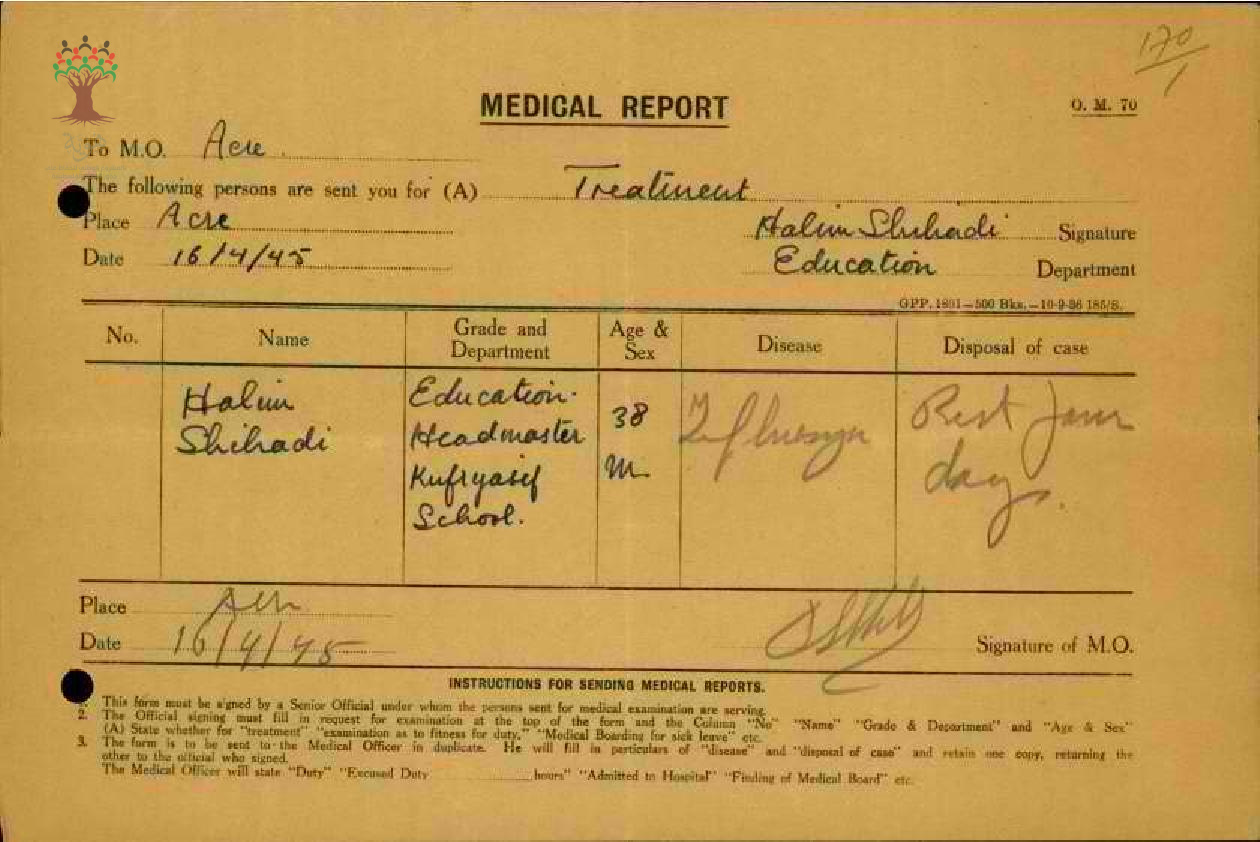 170/1
MEDICAL REPORT
O. M. 70
To M.O. Acre
The following persons are sent you for (A) Treatment
Place Acre
Halim Shihadi Signature
Date 16/4/45
Education Department
GPP. 1861—500 Bks.—10-9-36 185/S.
No. Name Grade and Department Age & Sex Disease Disposal of case
Halim Education. 38 Rest four
Shihadi Headmaster M days.
Kufryasif
School.
Place Acre
Date 16/4/45
Signature of M.O.
INSTRUCTIONS FOR SENDING MEDICAL REPORTS.
1. This form must be signed by a Senior Official under whom the persons sent for medical examination are serving.
2. The Official signing must fill in request for examination at the top of the form and the Column "No" "Name" "Grade & Department" and "Age & Sex"
(A) State whether for "treatment" "examination as to fitness for duty," "Medical Boarding for sick leave" etc.
3. The form is to be sent to the Medical Officer in duplicate. He will fill in particulars of "disease" and "disposal of case" and retain one copy, returning the
other to the official who signed.
The Medical Officer will state "Duty" "Excused Duty hours" "Admitted to Hospital" "Finding of Medical Board" etc.